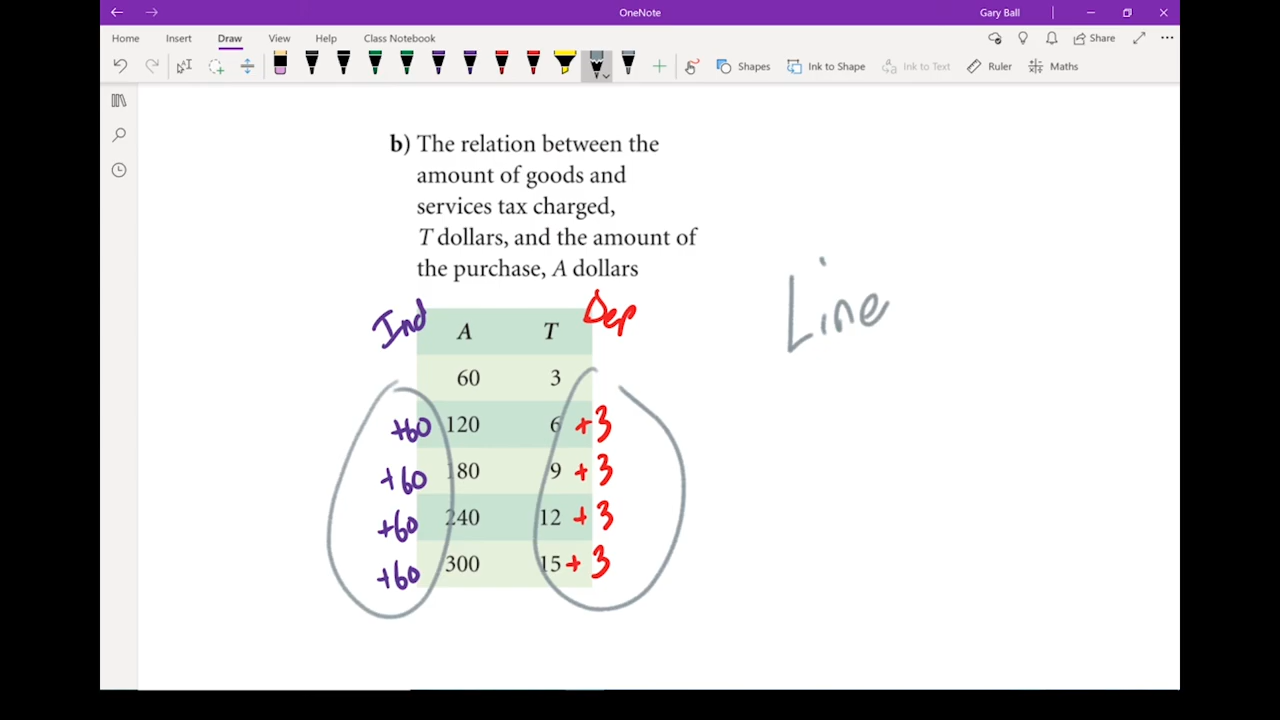 OneNote
Gary Ball
Home Insert Draw View Help Class Notebook
Share
Shapes Ink to Shape Ink to Text Ruler Maths
b) The relation between the
amount of goods and
services tax charged,
T dollars, and the amount of
the purchase, A dollars
Line
Ind A T Dep
60 3
+60 120 6 +3
+60 180 9 +3
+60 240 12 +3
+60 300 15 +3